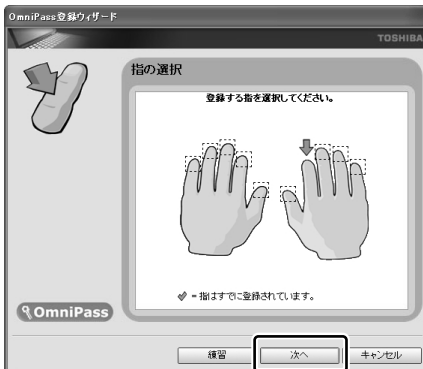 OmniPass登録ウィザード
TOSHIBA
指の選択
登録する指を選択してください。
= 指はすでに登録されています。
OmniPass
練習
次へ
キャンセル